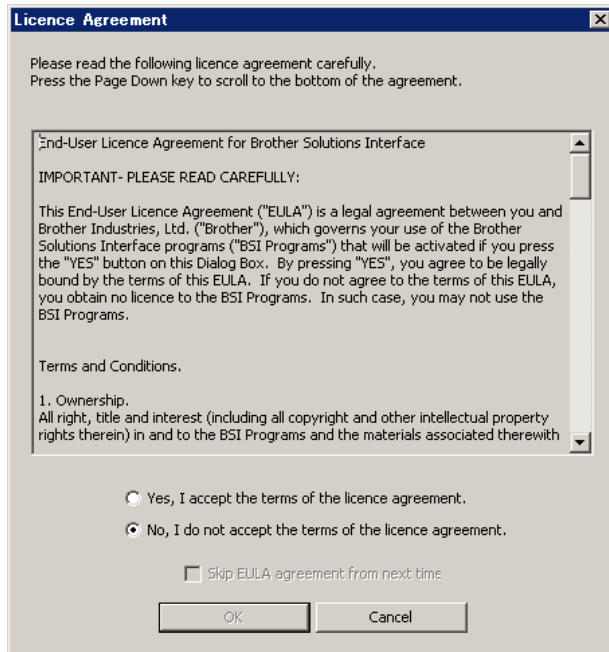 Licence Agreement
Please read the following licence agreement carefully.
Press the Page Down key to scroll to the bottom of the agreement.
End-User Licence Agreement for Brother Solutions Interface
IMPORTANT- PLEASE READ CAREFULLY:
This End-User Licence Agreement ("EULA") is a legal agreement between you and
Brother Industries, Ltd. ("Brother"), which governs your use of the Brother
Solutions Interface programs ("BSI Programs") that will be activated if you press
the "YES" button on this Dialog Box.  By pressing "YES", you agree to be legally
bound by the terms of this EULA.  If you do not agree to the terms of this EULA,
you obtain no licence to the BSI Programs.  In such case, you may not use the
BSI Programs.
Terms and Conditions.
1. Ownership.
All right, title and interest (including all copyright and other intellectual property
rights therein) in and to the BSI Programs and the materials associated therewith
Yes, I accept the terms of the licence agreement.
No, I do not accept the terms of the licence agreement.
Skip EULA agreement from next time
OK
Cancel